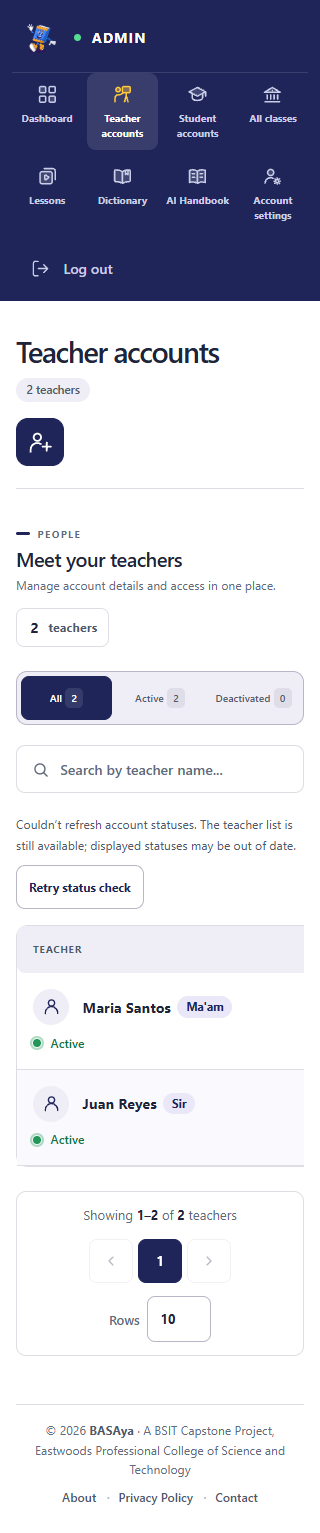 ADMIN
Dashboard
Teacher accounts
Student accounts
All classes
Lessons
Dictionary
AI Handbook
Account settings
Log out
Teacher accounts
2 teachers
PEOPLE
Meet your teachers
Manage account details and access in one place.
2 teachers
All 2
Active 2
Deactivated 0
Search by teacher name...
Couldn’t refresh account statuses. The teacher list is
still available; displayed statuses may be out of date.
Retry status check
TEACHER
Maria Santos Ma'am
Active
Juan Reyes Sir
Active
Showing 1–2 of 2 teachers
1
Rows 10
© 2026 BASAya · A BSIT Capstone Project,
Eastwoods Professional College of Science and
Technology
About · Privacy Policy · Contact